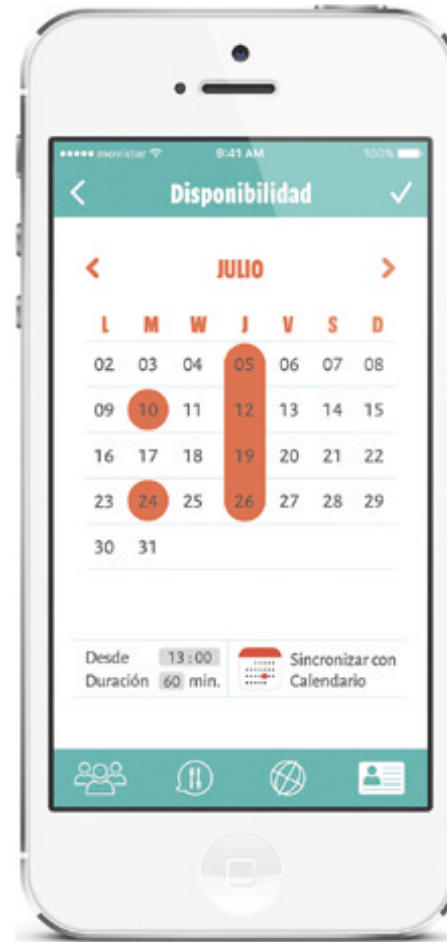 movistar 9:41 AM 100%
Disponibilidad
JULIO
L M W J V S D
02 03 04 05 06 07 08
09 10 11 12 13 14 15
16 17 18 19 20 21 22
23 24 25 26 27 28 29
30 31
Desde 13:00
Duración 60 min.
Sincronizar con
Calendario